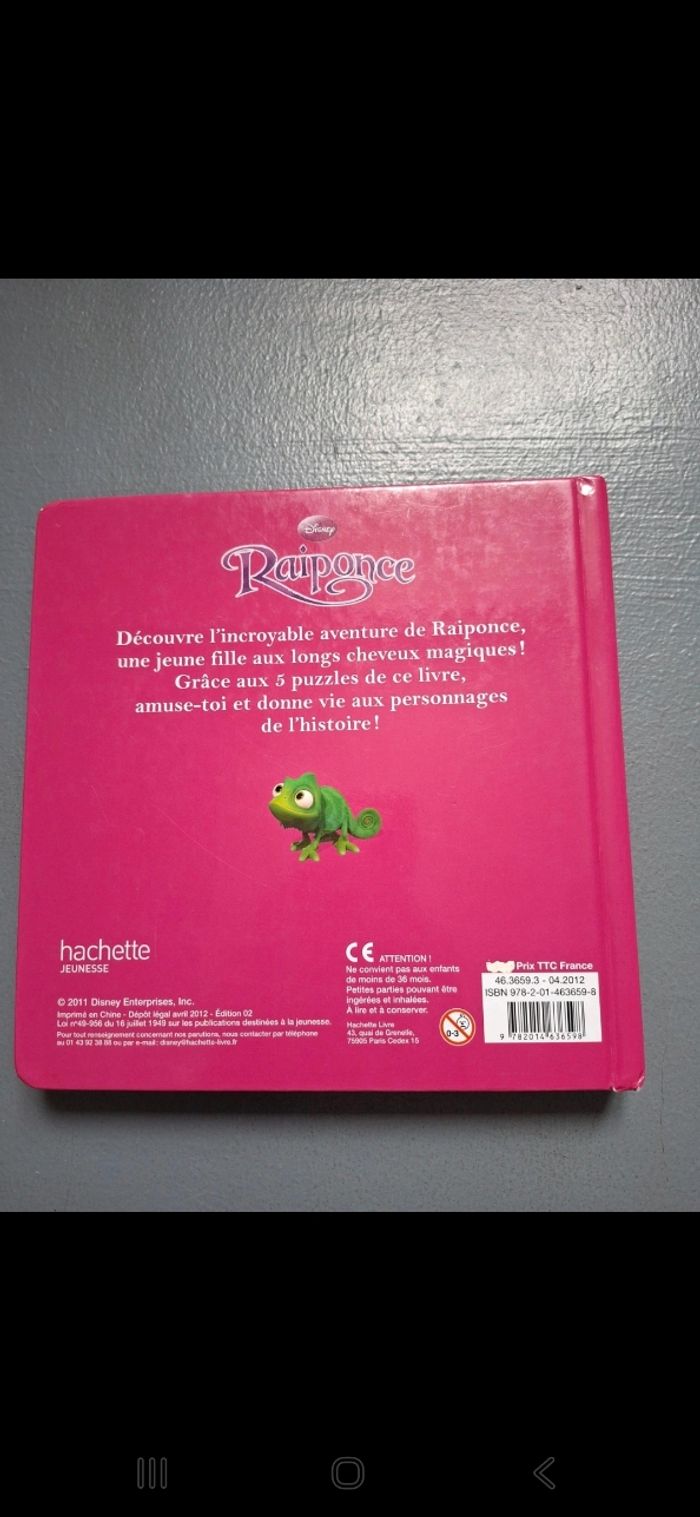 Disney
Raiponce
Découvre l'incroyable aventure de Raiponce,
une jeune fille aux longs cheveux magiques !
Grâce aux 5 puzzles de ce livre,
amuse-toi et donne vie aux personnages
de l'histoire !
hachette
JEUNESSE
© 2011 Disney Enterprises, Inc.
Imprimé en Chine - Dépôt légal avril 2012 - Édition 02
Loi n°49-956 du 16 juillet 1949 sur les publications destinées à la jeunesse.
Pour tout renseignement concernant nos parutions, nous contacter par téléphone
au 01 43 92 38 88 ou par e-mail : disney@hachette-livre.fr
CE ATTENTION !
Ne convient pas aux enfants
de moins de 36 mois.
Petites parties pouvant être
ingérées et inhalées.
À lire et à conserver.
Hachette Livre
43, quai de Grenelle,
75905 Paris Cedex 15
0-3
Prix TTC France
46.3659.3 - 04.2012
ISBN 978-2-01-463659-8
9 782014 636598